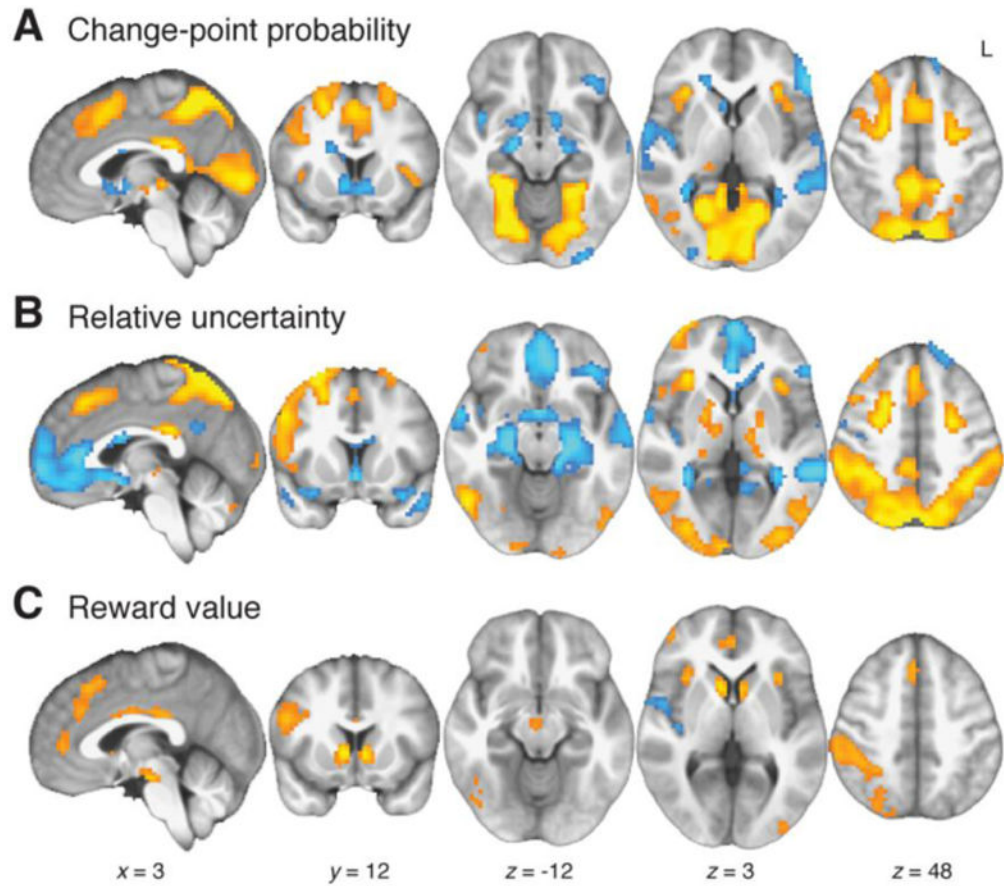 A Change-point probability
L
B Relative uncertainty
C Reward value
x = 3 y = 12 z = -12 z = 3 z = 48